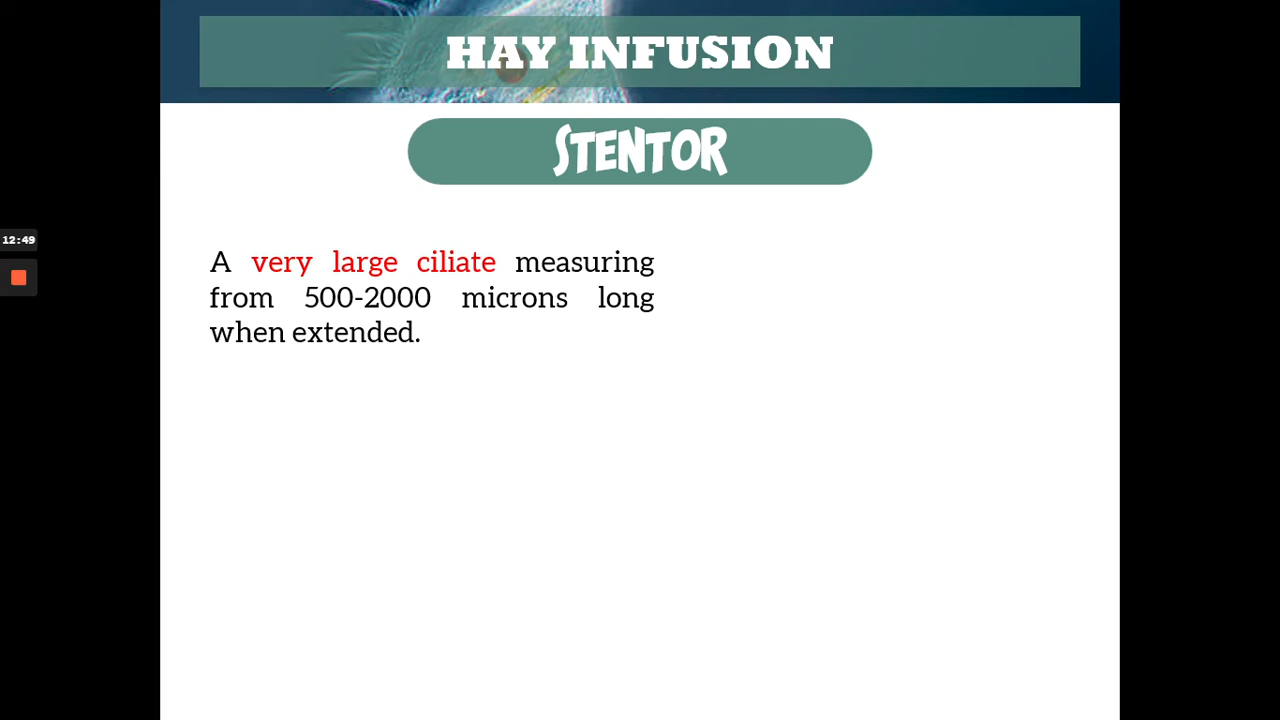 HAY INFUSION
STENTOR
12:49
A very large ciliate measuring
from 500-2000 microns long
when extended.